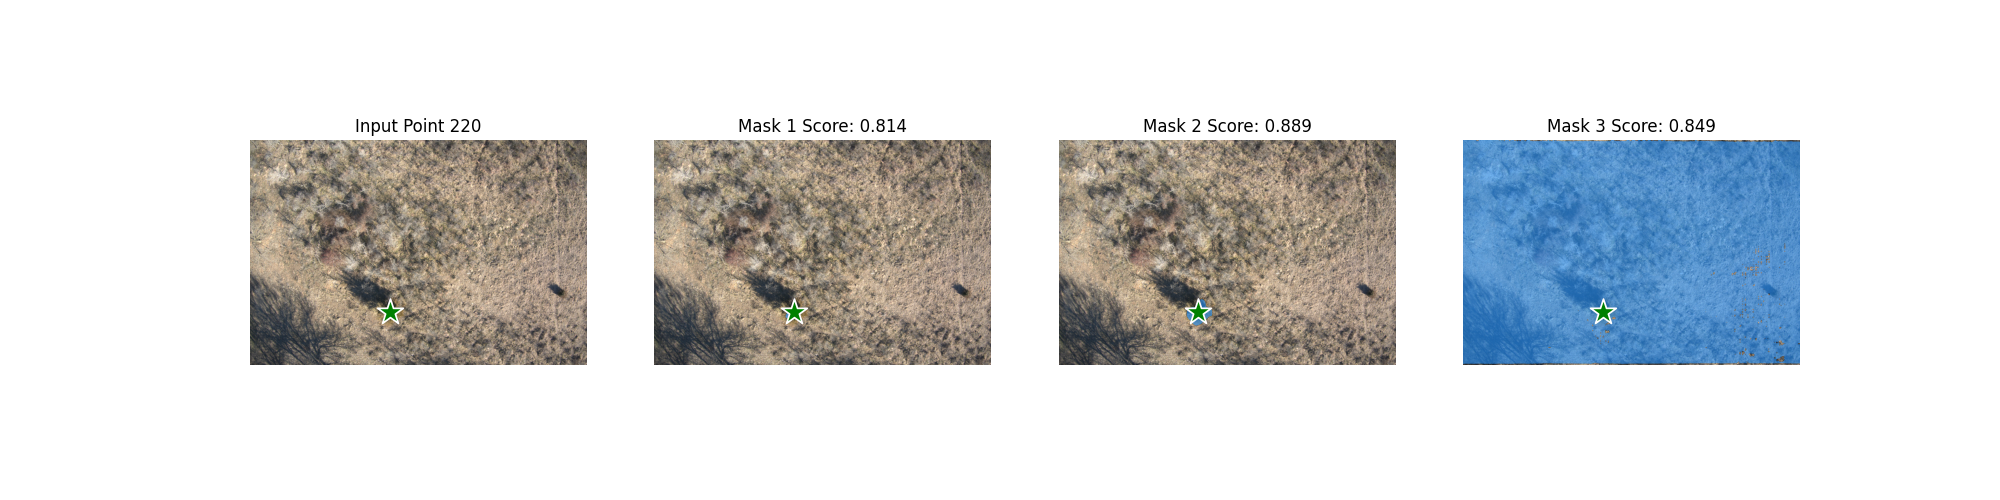 Input Point 220
Mask 1 Score: 0.814
Mask 2 Score: 0.889
Mask 3 Score: 0.849